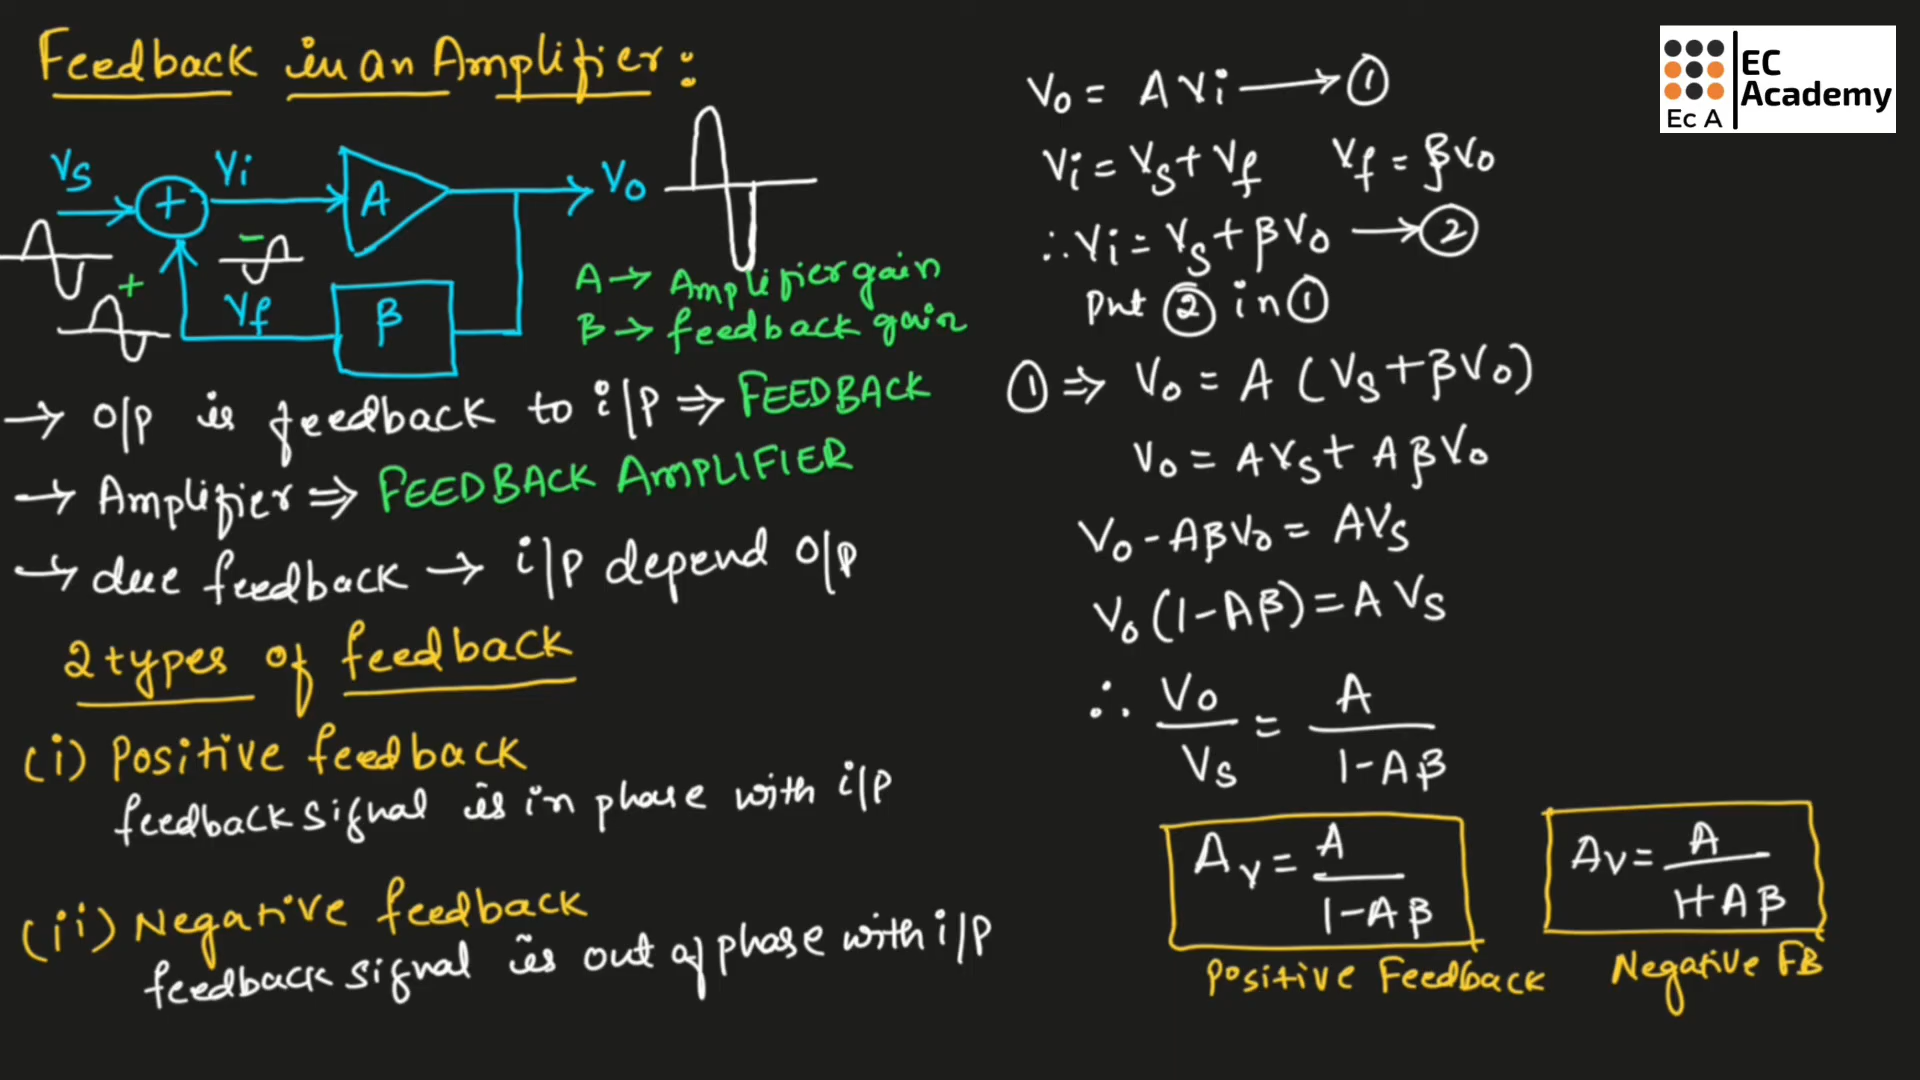 Feedback in an Amplifier :
Vs
Vi
A
Vo
+
-
+
Vf
β
A → Amplifier gain
B → feedback gain
→ o/p is feedback to i/p ⇒ FEEDBACK
→ Amplifier ⇒ FEEDBACK AMPLIFIER
→ due feedback → i/p depend o/p
2 types of feedback
(i) Positive feedback
feedback signal is in phase with i/p
(ii) Negative feedback
feedback signal is out of phase with i/p
Vo = A Vi → ①
Vi = Vs + Vf Vf = βVo
∴ Vi = Vs + βVo → ②
Put ② in ①
① ⇒ Vo = A (Vs + βVo)
Vo = AVs + AβVo
Vo - AβVo = AVs
Vo (1 - Aβ) = A Vs
∴ Vo/Vs = A/1-Aβ
Av = A/1-Aβ
Positive Feedback
Av = A/1+Aβ
Negative FB
EC
Academy
Ec A